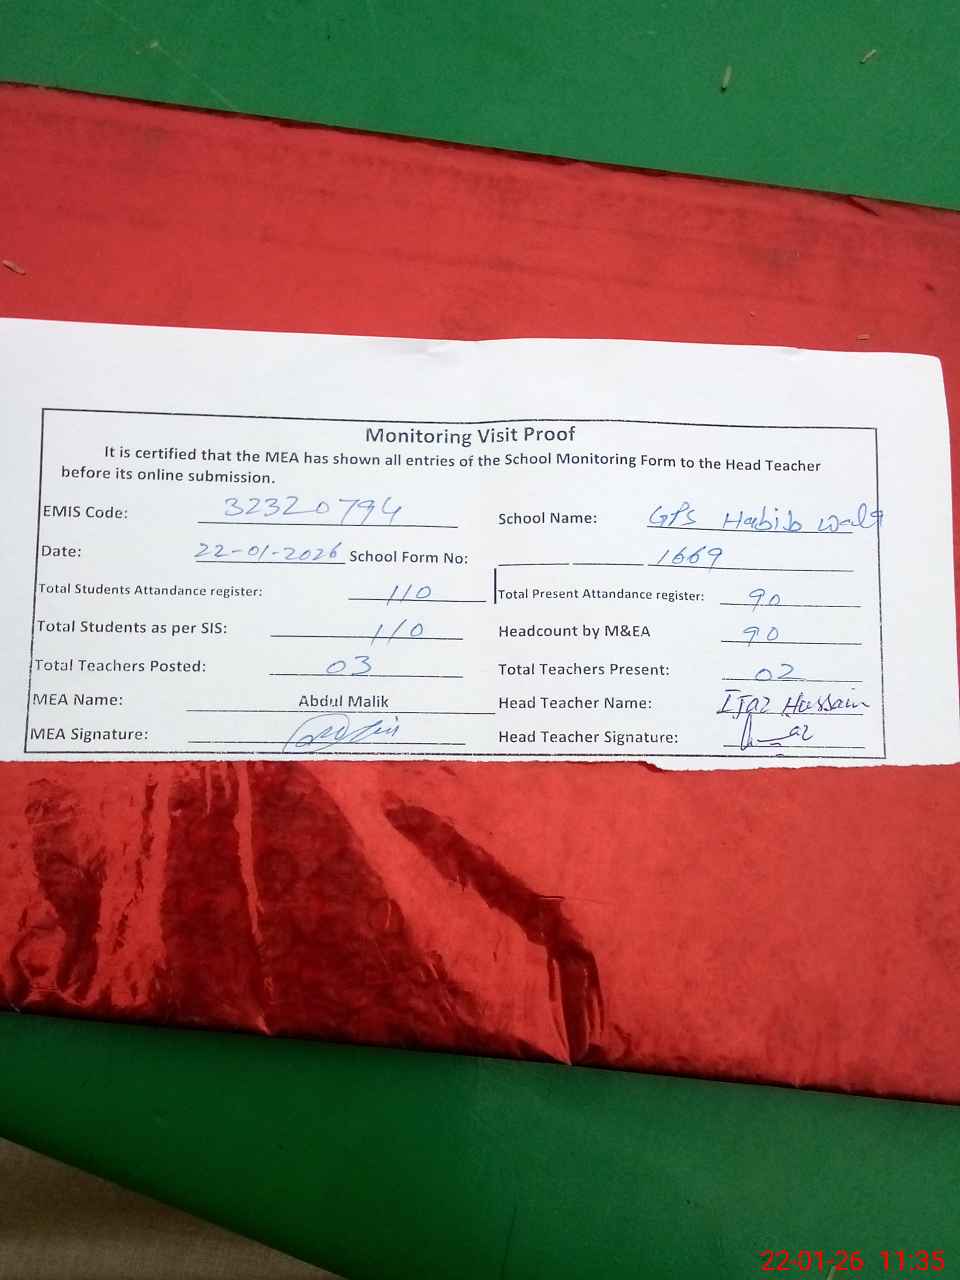 Monitoring Visit Proof
It is certified that the MEA has shown all entries of the School Monitoring Form to the Head Teacher
before its online submission.
EMIS Code: 32320794 School Name: GPS Habib wala
Date: 22-01-2026 School Form No: 1669
Total Students Attandance register: 110 Total Present Attandance register: 90
Total Students as per SIS: 110 Headcount by M&EA 90
Total Teachers Posted: 03 Total Teachers Present: 02
MEA Name: Abdul Malik Head Teacher Name: Ijaz Hussain
MEA Signature: Head Teacher Signature:
22-01-26 11:35